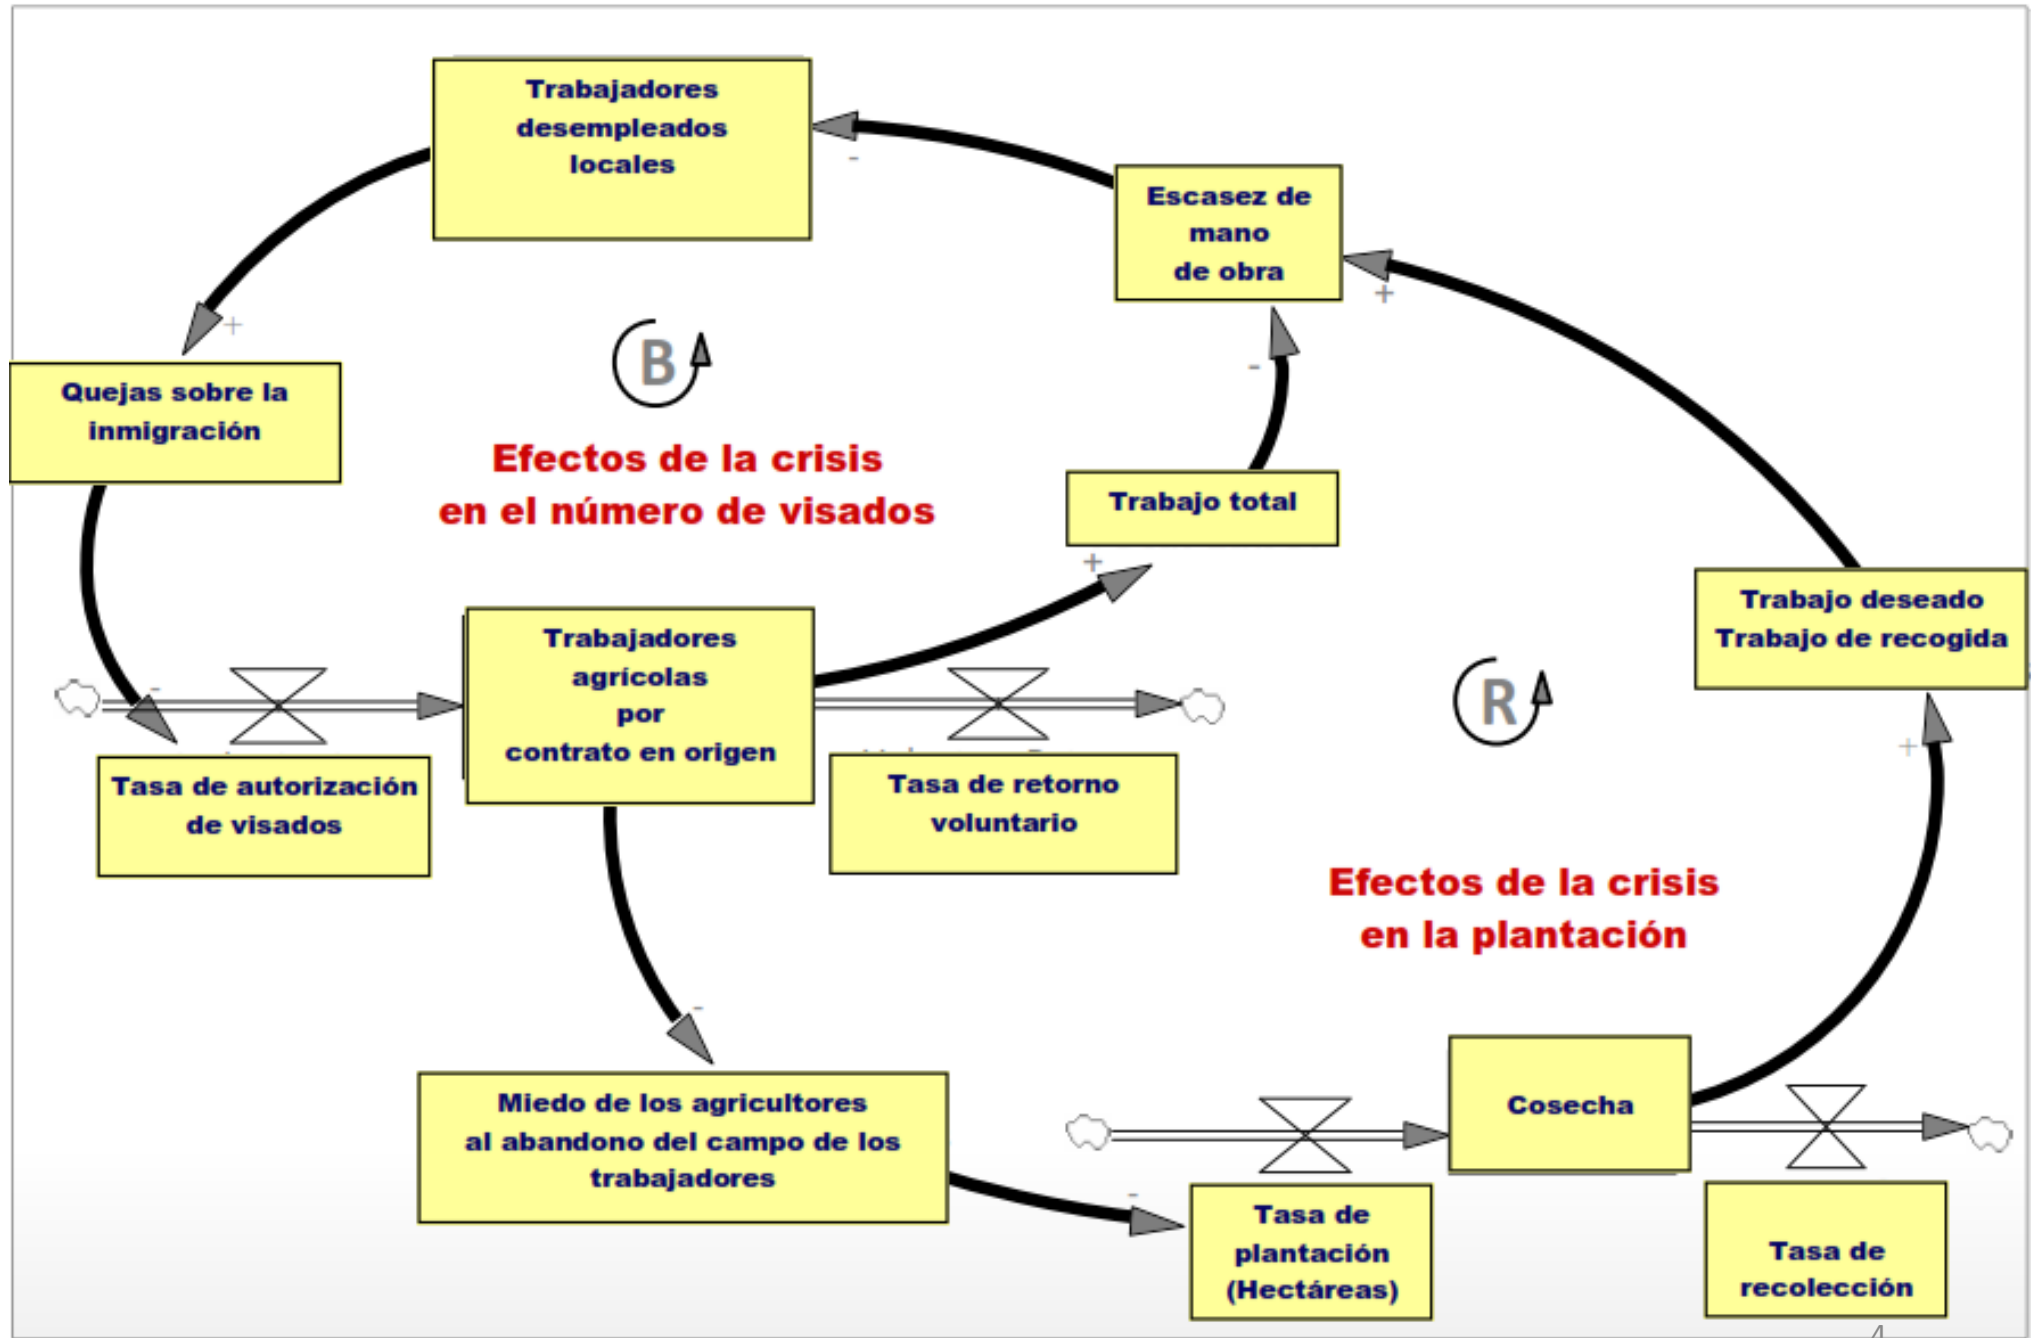 Trabajadores
desempleados
locales
-
Escasez de
mano
de obra
+
+
-
B
Quejas sobre la
inmigración
Efectos de la crisis
en el número de visados
Trabajo total
+
Trabajo deseado
Trabajo de recogida
Trabajadores
agrícolas
por
contrato en origen
-
R
+
Tasa de autorización
de visados
Tasa de retorno
voluntario
Efectos de la crisis
en la plantación
-
Miedo de los agricultores
al abandono del campo de los
trabajadores
Cosecha
-
Tasa de
plantación
(Hectáreas)
Tasa de
recolección